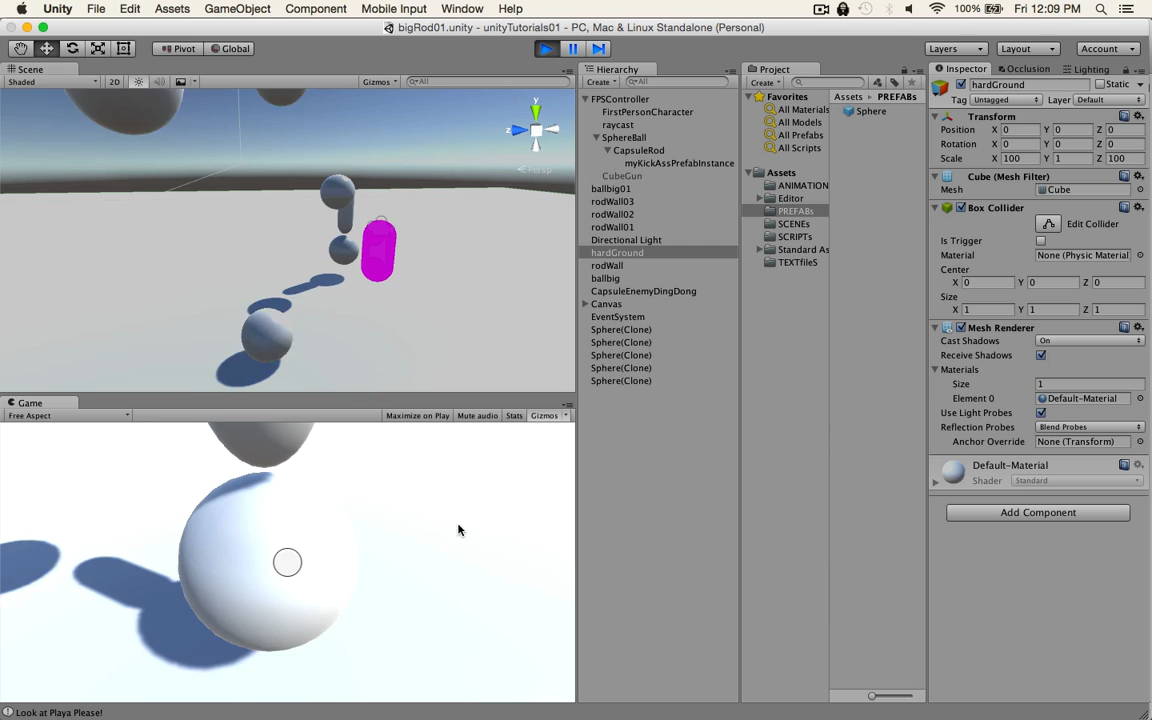 Unity File Edit Assets GameObject Component Mobile Input Window Help 100% Fri 12:09 PM
bigRod01.unity - unityTutorials01 - PC, Mac & Linux Standalone (Personal)
Pivot Global Layers Layout Account
Scene
Shaded 2D Gizmos All
y
z
Persp
Game
Free Aspect Maximize on Play Mute audio Stats Gizmos
Hierarchy
Create All
FPSController
FirstPersonCharacter
raycast
SphereBall
CapsuleRod
myKickAssPrefabInstance
CubeGun
ballbig01
rodWall03
rodWall02
rodWall01
Directional Light
hardGround
rodWall
ballbig
CapsuleEnemyDingDong
Canvas
EventSystem
Sphere(Clone)
Sphere(Clone)
Sphere(Clone)
Sphere(Clone)
Sphere(Clone)
Project
Create
Favorites
All Materials
All Models
All Prefabs
All Scripts
Assets
ANIMATION
Editor
PREFABs
SCENEs
SCRIPTs
Standard As
TEXTfileS
Assets PREFABs
Sphere
Inspector Occlusion Lighting
hardGround Static
Tag Untagged Layer Default
Transform
Position X 0 Y 0 Z 0
Rotation X 0 Y 0 Z 0
Scale X 100 Y 1 Z 100
Cube (Mesh Filter)
Mesh Cube
Box Collider
Edit Collider
Is Trigger
Material None (Physic Material
Center
X 0 Y 0 Z 0
Size
X 1 Y 1 Z 1
Mesh Renderer
Cast Shadows On
Receive Shadows
Materials
Size 1
Element 0 Default-Material
Use Light Probes
Reflection Probes Blend Probes
Anchor Override None (Transform)
Default-Material
Shader Standard
Add Component
Look at Playa Please!